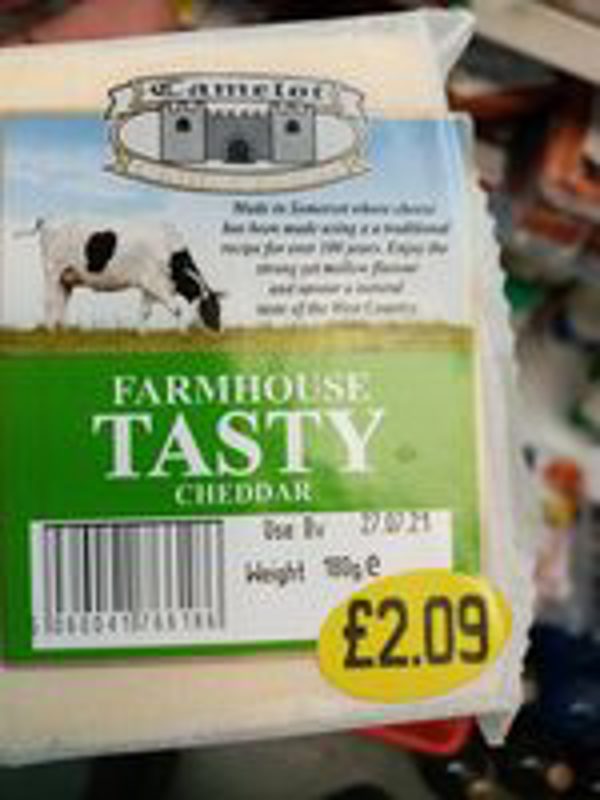 Camelot
Made in Somerset where cheese
has been made using a a traditional
recipe for over 100 years. Enjoy the
strong yet mellow flavour
and savour a natural
taste of the West Country
FARMHOUSE
TASTY
CHEDDAR
Use By 27.07.21
Weight 180g e
£2.09